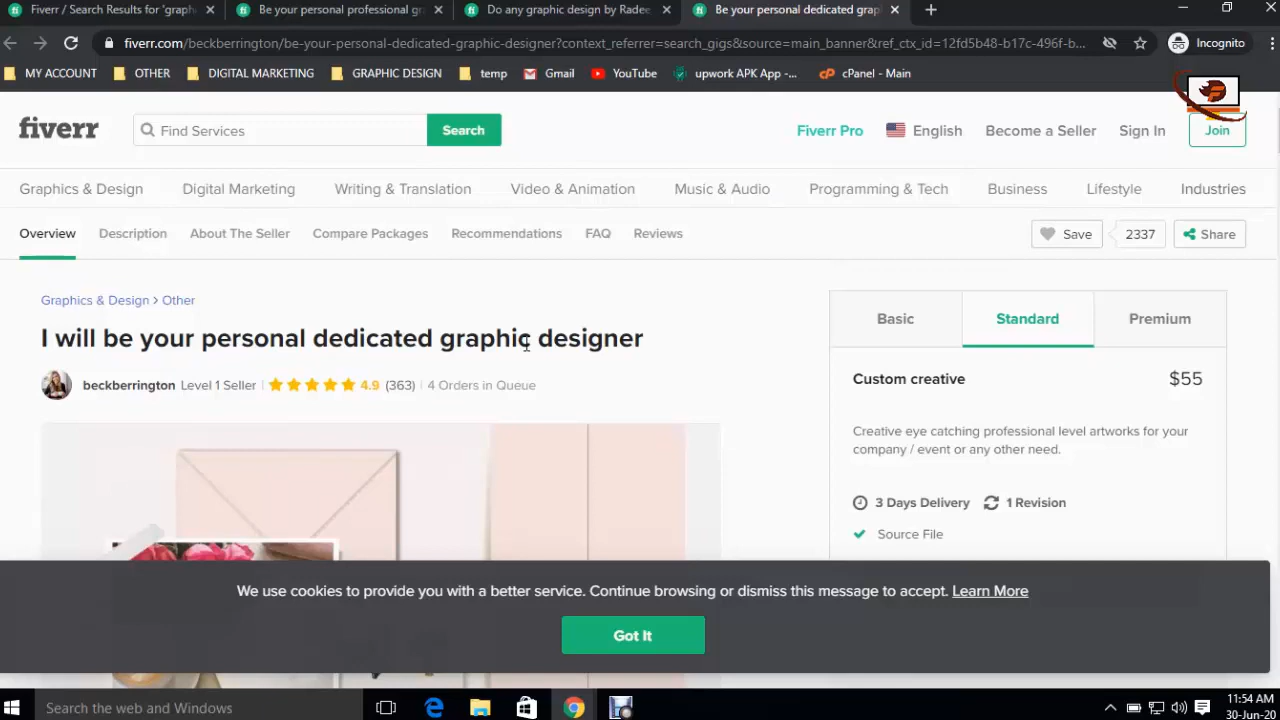 Fiverr / Search Results for 'graph
Be your personal professional gr
Do any graphic design by Radee
Be your personal dedicated grap
fiverr.com/beckberrington/be-your-personal-dedicated-graphic-designer?context_referrer=search_gigs&source=main_banner&ref_ctx_id=12fd5b48-b17c-496f-b...
Incognito
MY ACCOUNT
OTHER
DIGITAL MARKETING
GRAPHIC DESIGN
temp
Gmail
YouTube
upwork APK App -...
cPanel - Main
fiverr
Find Services
Search
Fiverr Pro
English
Become a Seller
Sign In
Join
Graphics & Design
Digital Marketing
Writing & Translation
Video & Animation
Music & Audio
Programming & Tech
Business
Lifestyle
Industries
Overview
Description
About The Seller
Compare Packages
Recommendations
FAQ
Reviews
Save
2337
Share
Graphics & Design > Other
I will be your personal dedicated graphic designer
beckberrington Level 1 Seller | 4.9 (363) | 4 Orders in Queue
Basic
Standard
Premium
Custom creative
$55
Creative eye catching professional level artworks for your
company / event or any other need.
3 Days Delivery
1 Revision
Source File
We use cookies to provide you with a better service. Continue browsing or dismiss this message to accept. Learn More
Got It
Search the web and Windows
11:54 AM
30-Jun-20